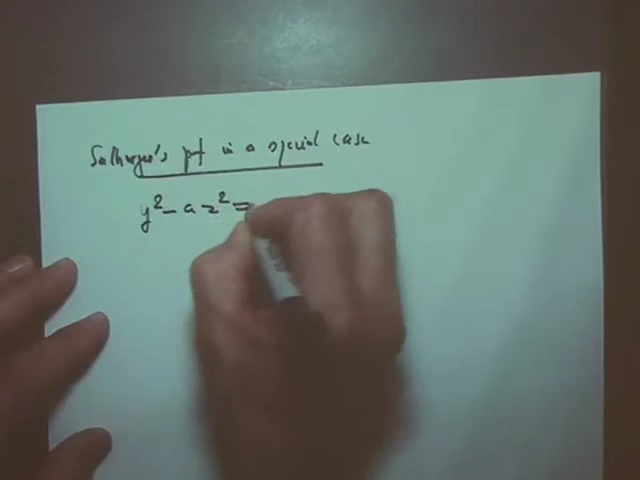 Salberger's pf in a special case
y² - az² =